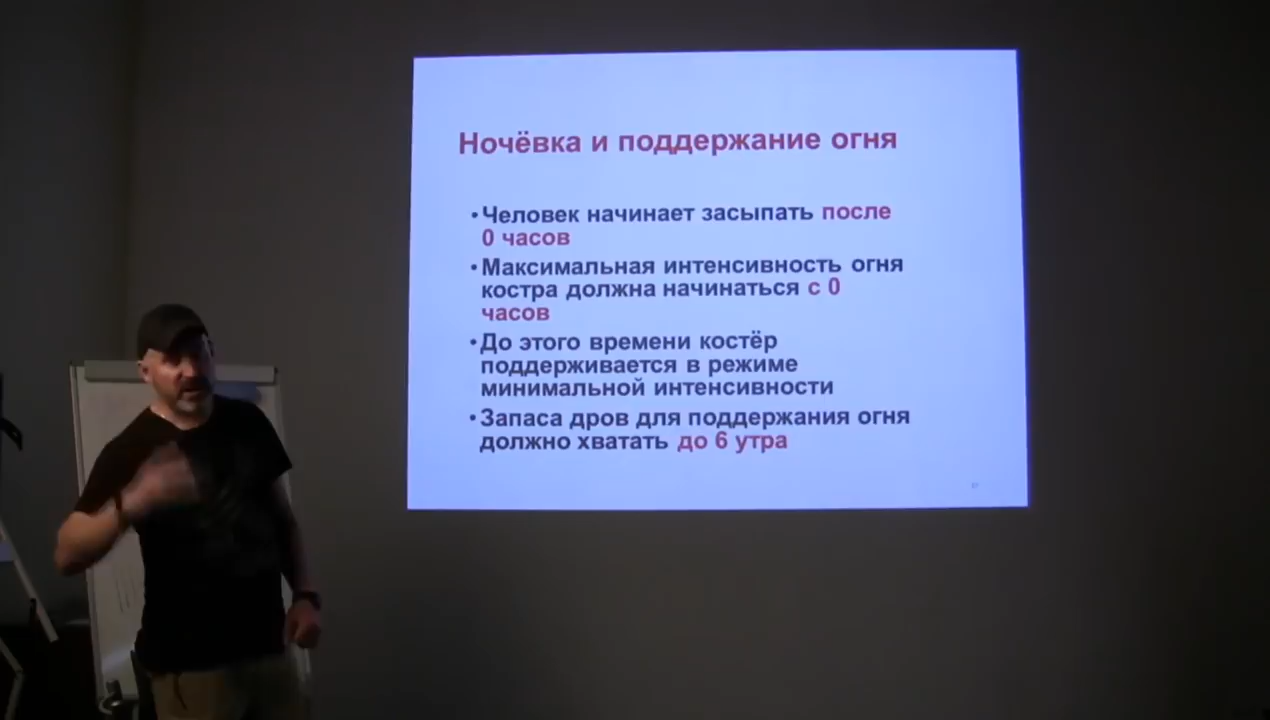 Ночёвка и поддержание огня
•Человек начинает засыпать после
0 часов
•Максимальная интенсивность огня
костра должна начинаться с 0
часов
•До этого времени костёр
поддерживается в режиме
минимальной интенсивности
•Запаса дров для поддержания огня
должно хватать до 6 утра